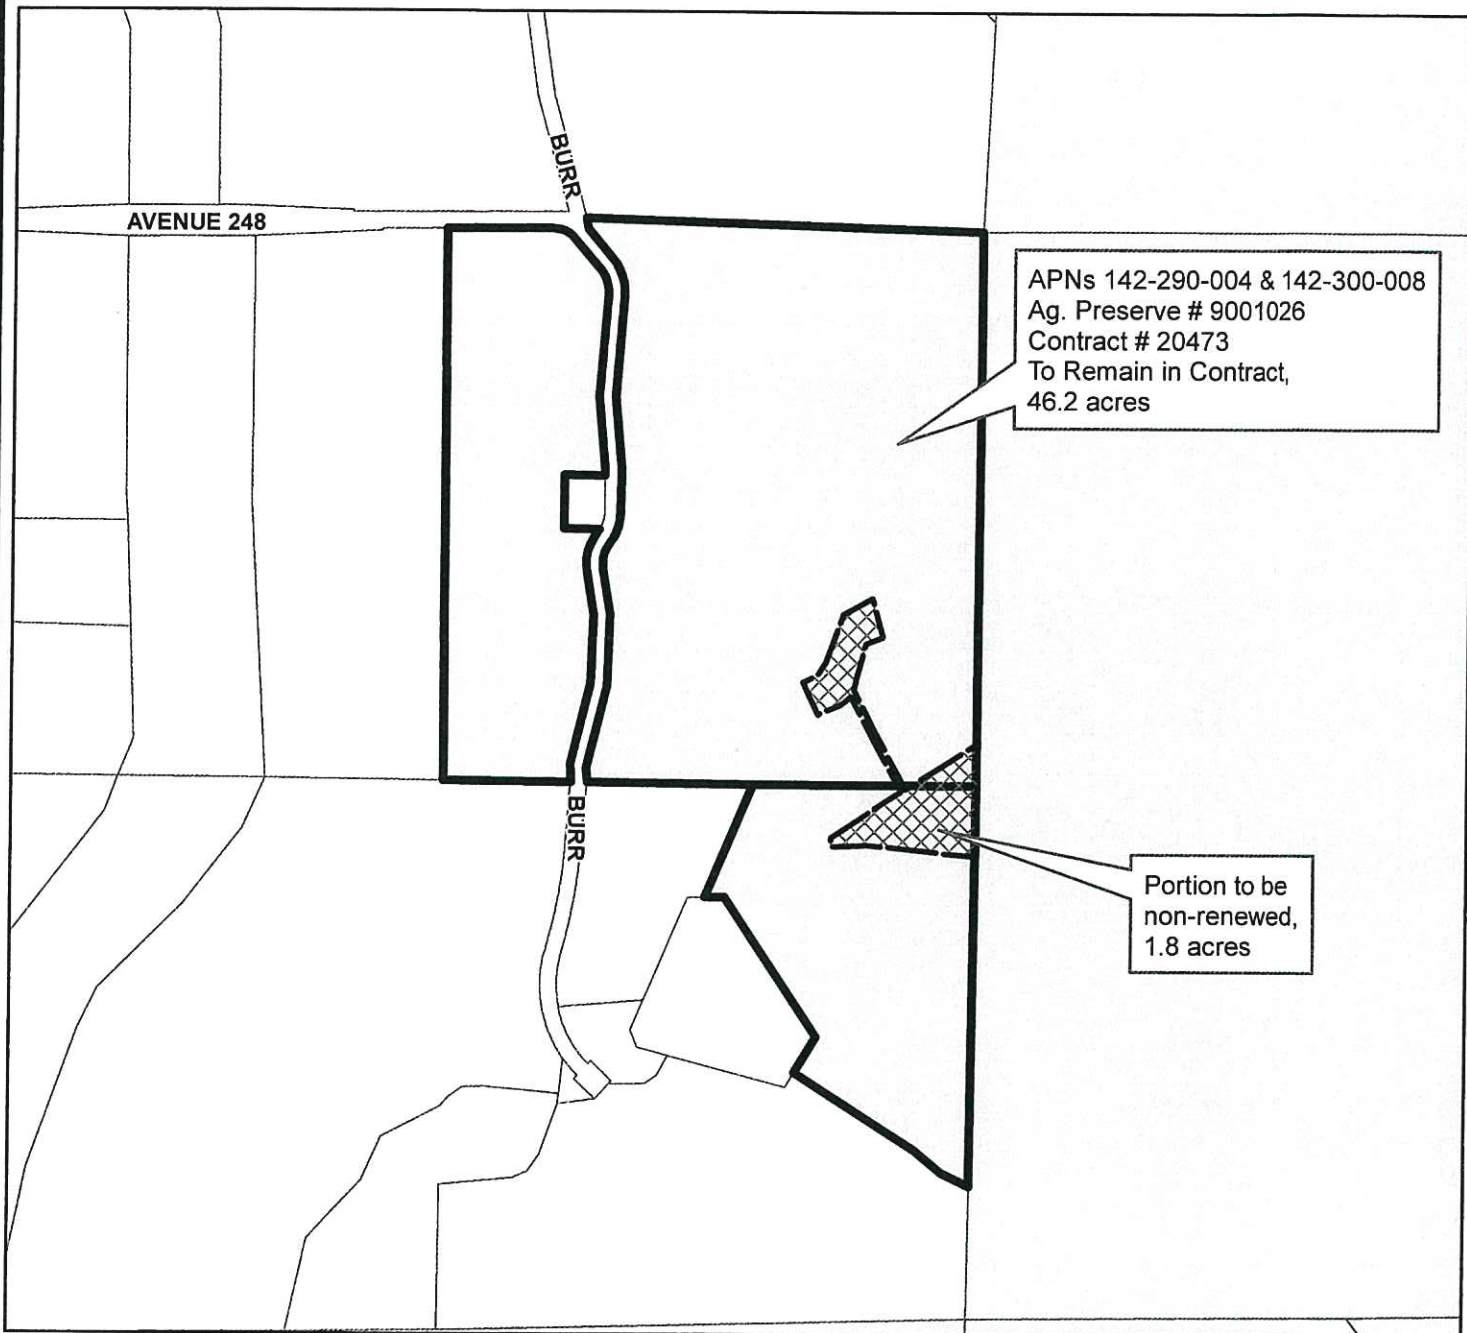 BURR
AVENUE 248
APNs 142-290-004 & 142-300-008
Ag. Preserve # 9001026
Contract # 20473
To Remain in Contract,
46.2 acres
BURR
Portion to be
non-renewed,
1.8 acres